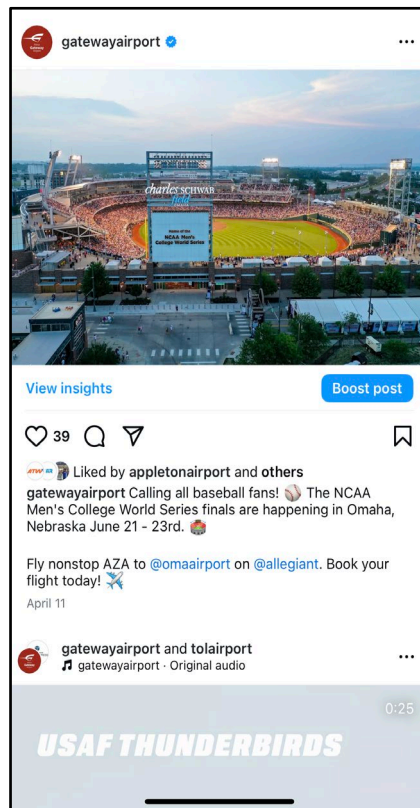 gatewayairport
charles SCHWAB
field
Home of the
NCAA Men's
College World Series
View insights
Boost post
39
Liked by appletonairport and others
gatewayairport Calling all baseball fans! ⚾ The NCAA
Men's College World Series finals are happening in Omaha,
Nebraska June 21 - 23rd. 🏟️
Fly nonstop AZA to @omaairport on @allegiant. Book your
flight today! ✈️
April 11
gatewayairport and tolairport
gatewayairport · Original audio
0:25
USAF THUNDERBIRDS